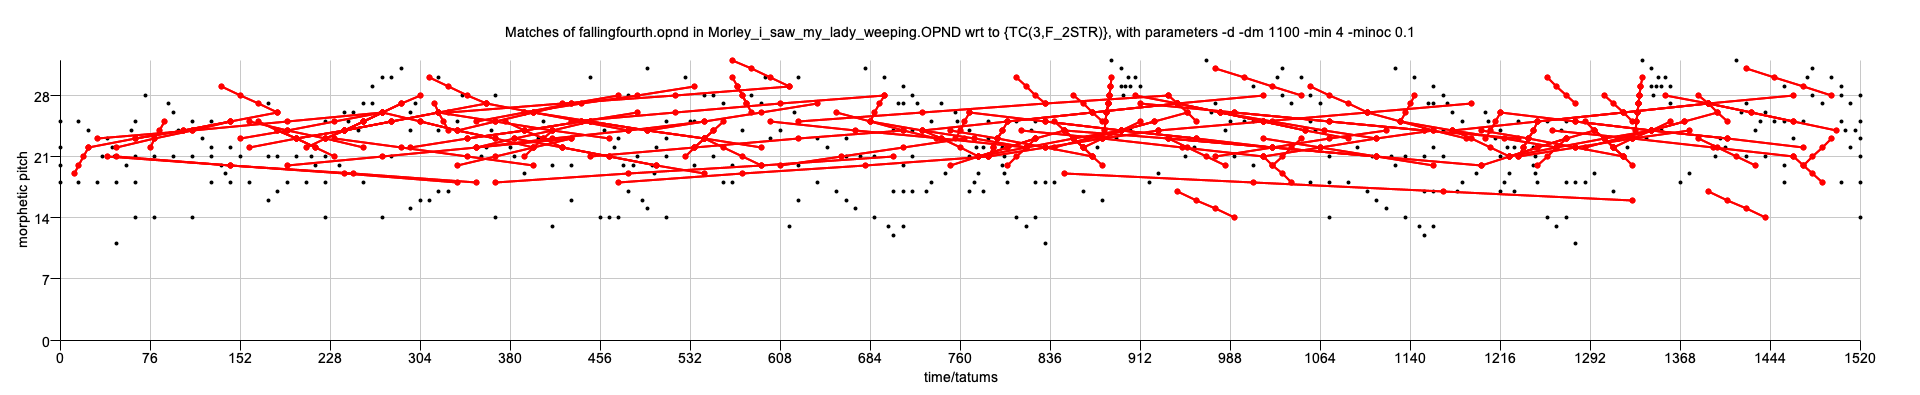 Matches of fallingfourth.opnd in Morley_i_saw_my_lady_weeping.OPND wrt to {TC(3,F_2STR)}, with parameters -d -dm 1100 -min 4 -minoc 0.1
28
21
14
7
0
morphetic pitch
0 76 152 228 304 380 456 532 608 684 760 836 912 988 1064 1140 1216 1292 1368 1444 1520
time/tatums